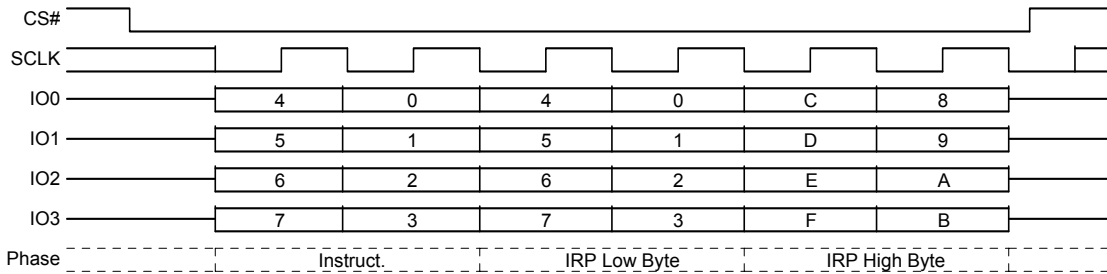 CS#
SCLK
IO0 4 0 4 0 C 8
IO1 5 1 5 1 D 9
IO2 6 2 6 2 E A
IO3 7 3 7 3 F B
Phase Instruct. IRP Low Byte IRP High Byte